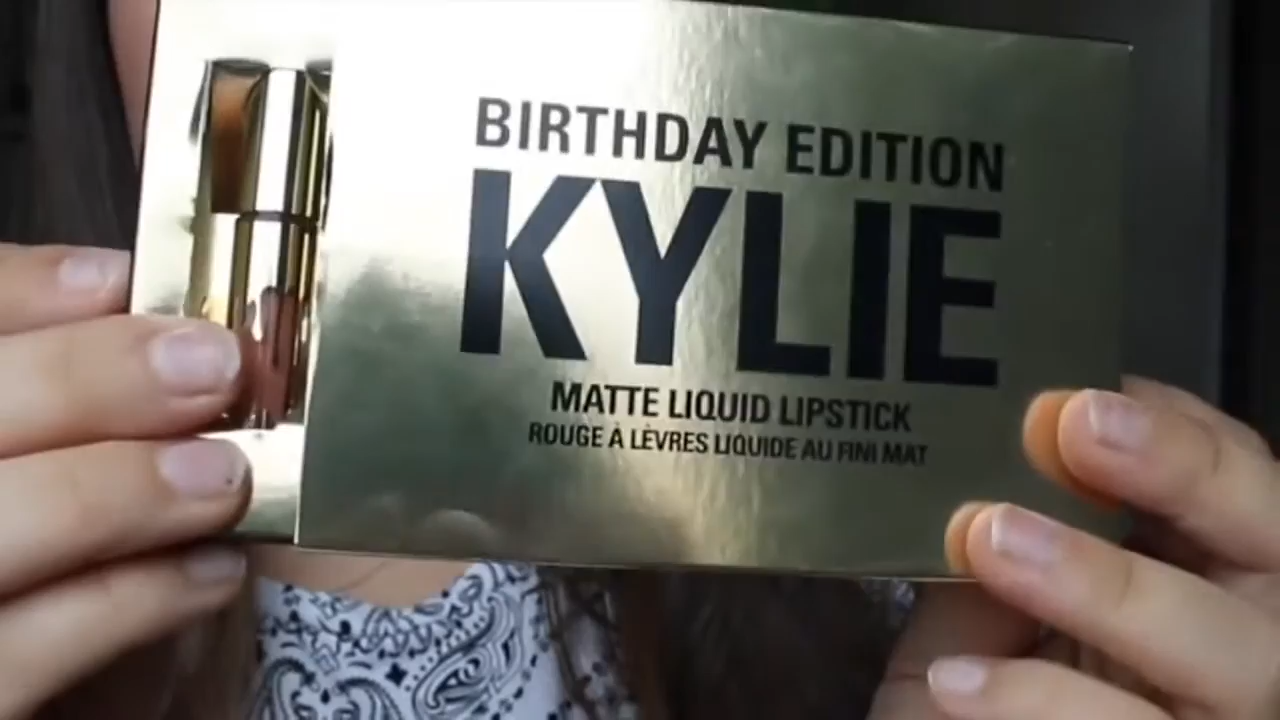 BIRTHDAY EDITION
KYLIE
MATTE LIQUID LIPSTICK
ROUGE À LÈVRES LIQUIDE AU FINI MAT